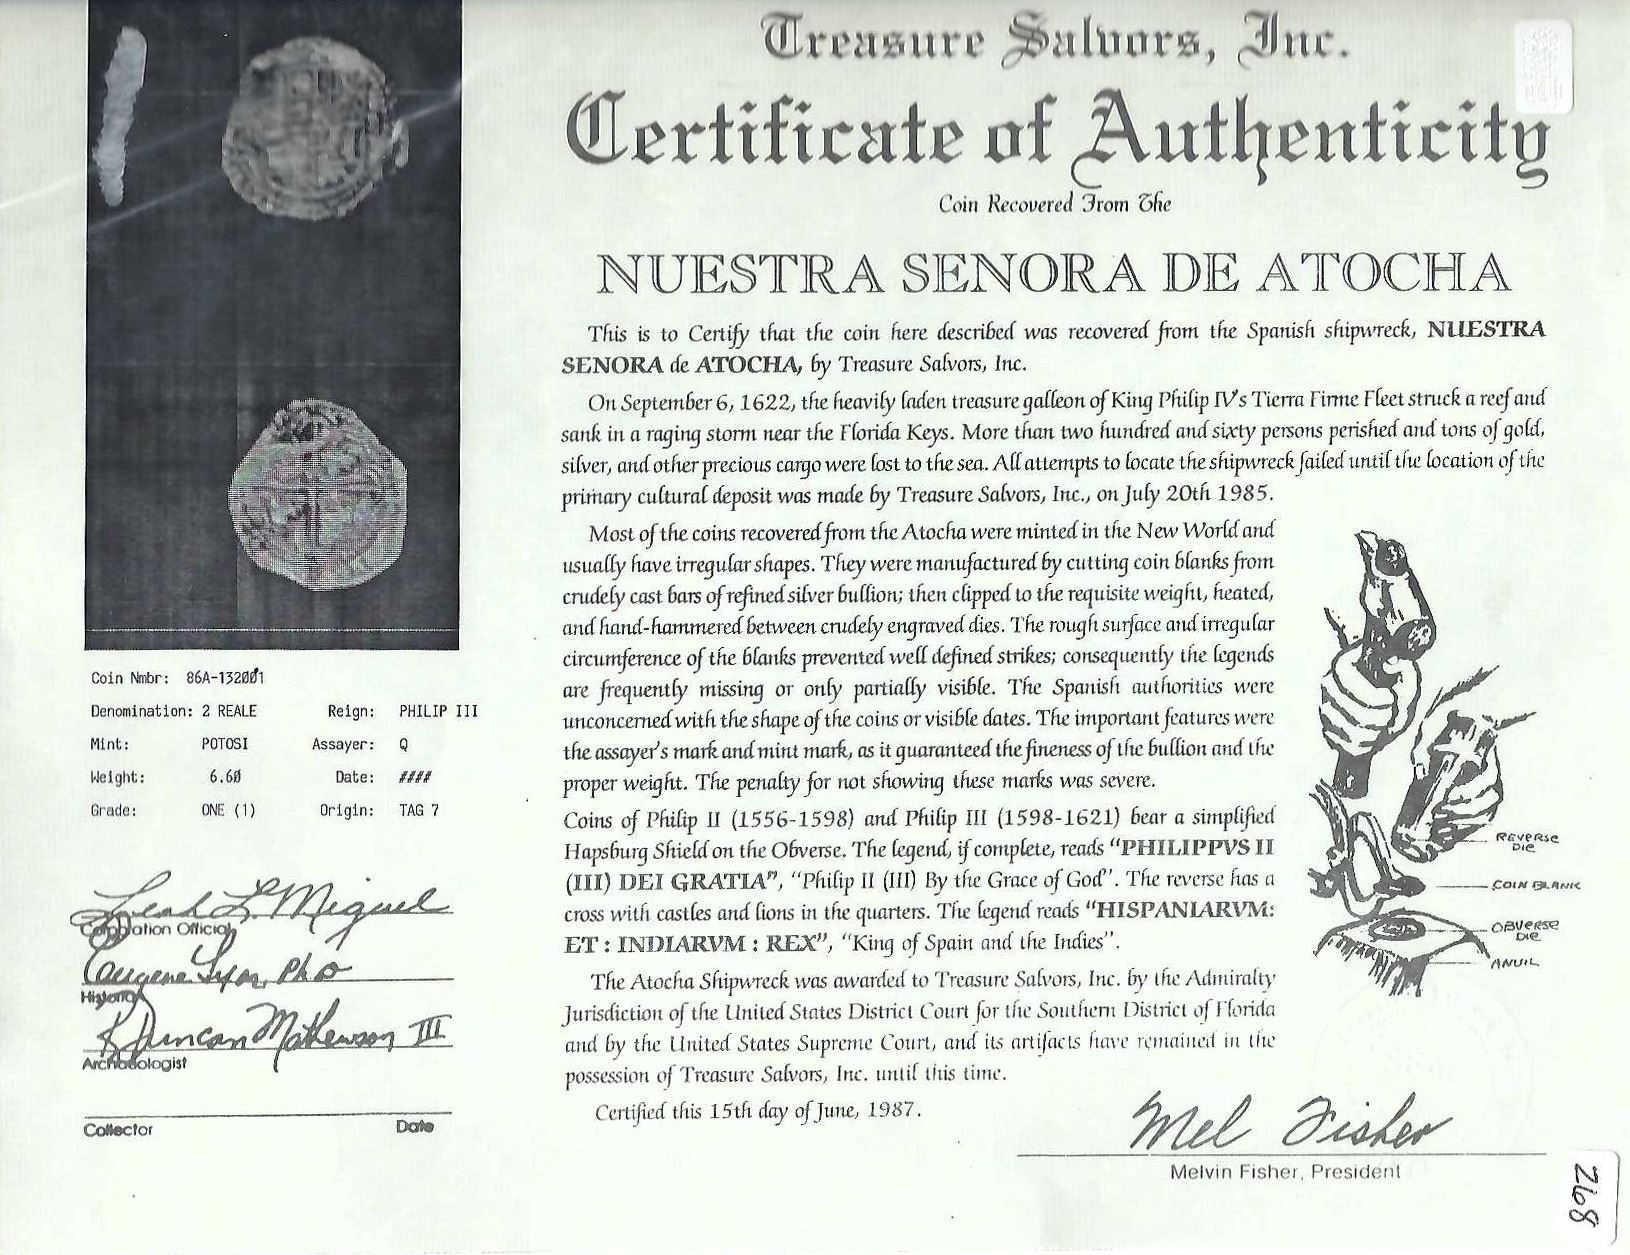 Treasure Salvors, Inc.
Certificate of Authenticity
Coin Recovered From The
NUESTRA SENORA DE ATOCHA
This is to Certify that the coin here described was recovered from the Spanish shipwreck, NUESTRA
SENORA de ATOCHA, by Treasure Salvors, Inc.
On September 6, 1622, the heavily laden treasure galleon of King Philip IV's Tierra Firme Fleet struck a reef and
sank in a raging storm near the Florida Keys. More than two hundred and sixty persons perished and tons of gold,
silver, and other precious cargo were lost to the sea. All attempts to locate the shipwreck failed until the location of the
primary cultural deposit was made by Treasure Salvors, Inc., on July 20th 1985.
Most of the coins recovered from the Atocha were minted in the New World and
usually have irregular shapes. They were manufactured by cutting coin blanks from
crudely cast bars of refined silver bullion; then clipped to the requisite weight, heated,
and hand-hammered between crudely engraved dies. The rough surface and irregular
circumference of the blanks prevented well defined strikes; consequently the legends
are frequently missing or only partially visible. The Spanish authorities were
unconcerned with the shape of the coins or visible dates. The important features were
the assayer's mark and mint mark, as it guaranteed the fineness of the bullion and the
proper weight. The penalty for not showing these marks was severe.
Coins of Philip II (1556-1598) and Philip III (1598-1621) bear a simplified
Hapsburg Shield on the Obverse. The legend, if complete, reads "PHILIPPVS II
(III) DEI GRATIA", "Philip II (III) By the Grace of God". The reverse has a
cross with castles and lions in the quarters. The legend reads "HISPANIARVM:
ET : INDIARVM : REX", "King of Spain and the Indies".
The Atocha Shipwreck was awarded to Treasure Salvors, Inc. by the Admiralty
Jurisdiction of the United States District Court for the Southern District of Florida
and by the United States Supreme Court, and its artifacts have remained in the
possession of Treasure Salvors, Inc. until this time.
Certified this 15th day of June, 1987.
REVERSE
DIE
COIN BLANK
OBVERSE
DIE
ANVIL
Mel Fisher
Melvin Fisher, President
268
Coin Nmbr: 86A-132001
Denomination: 2 REALE Reign: PHILIP III
Mint: POTOSI Assayer: Q
Weight: 6.60 Date: ####
Grade: ONE (1) Origin: TAG 7
Leah L. Miguel
Corporation Official
Eugene Lyon, PhD
Historian
R Duncan Mathewson III
Archaeologist
Collector Date